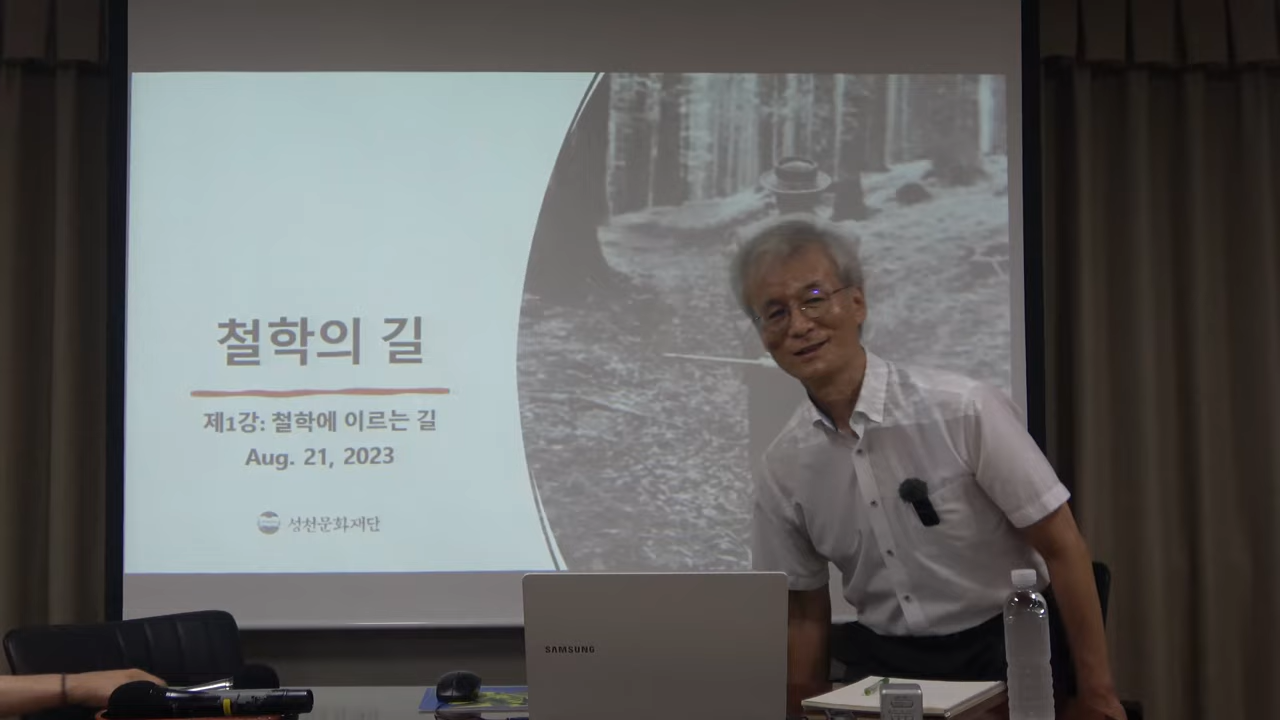 철학의 길
제1강: 철학에 이르는 길
Aug. 21, 2023
성천문화재단
SAMSUNG